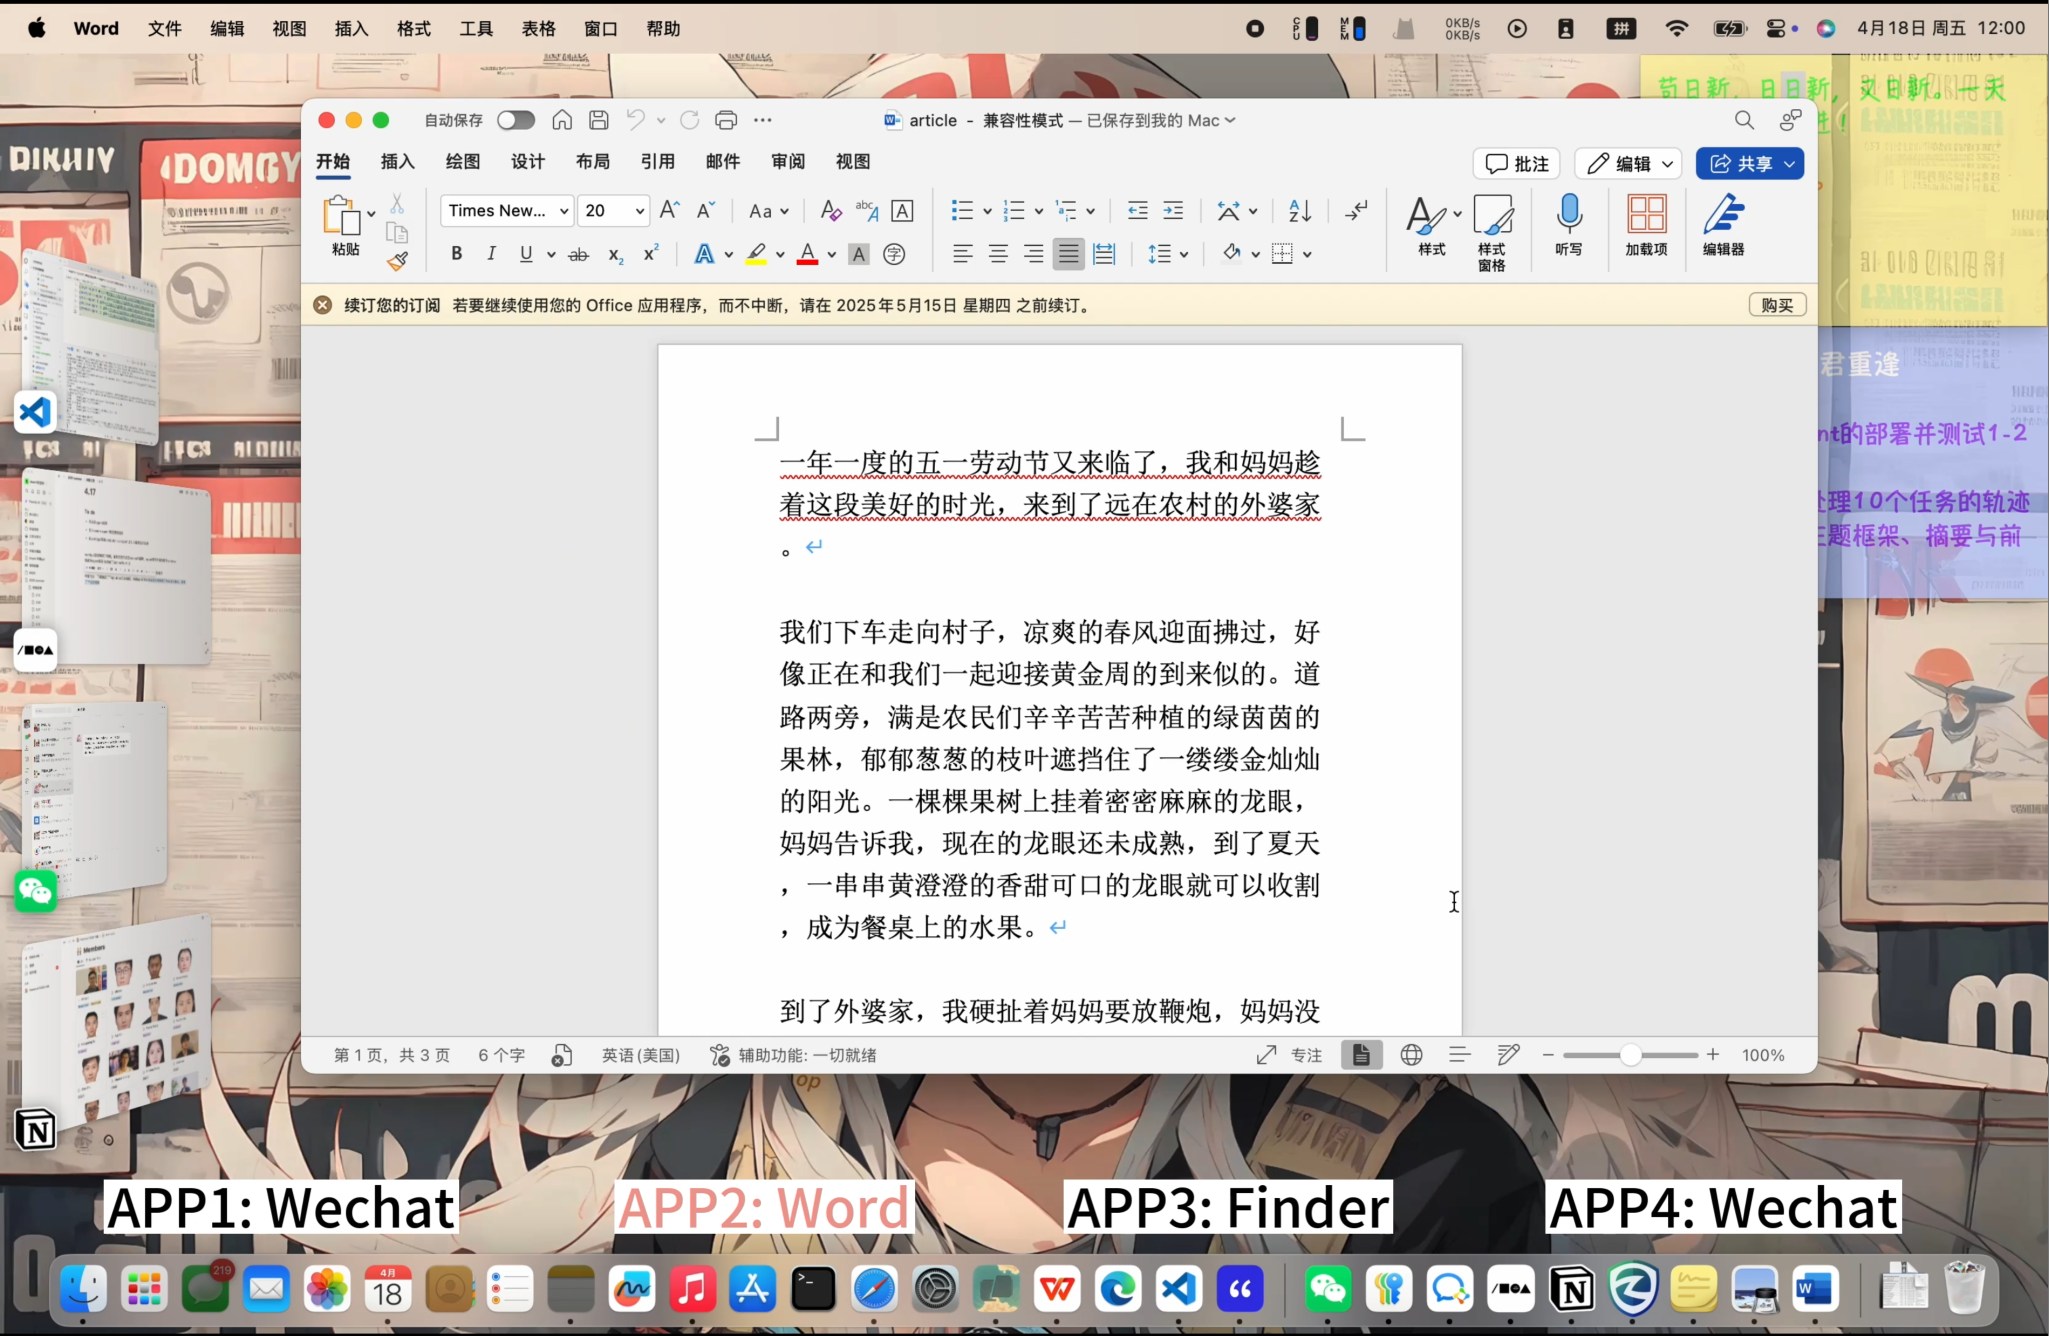 Word 文件 编辑 视图 插入 格式 工具 表格 窗口 帮助
CPU MEM 0KB/s 0KB/s 拼 4月18日 周五 12:00
苟日新, 日日新, 又日新。一天
进!
DOMGY
自动保存 article - 兼容性模式 — 已保存到我的 Mac
开始 插入 绘图 设计 布局 引用 邮件 审阅 视图 批注 编辑 共享
粘贴 Times New... 20 Aa 样式 样式窗格 听写 加载项 编辑器
续订您的订阅 若要继续使用您的 Office 应用程序，而不中断，请在 2025年5月15日 星期四 之前续订。 购买
君重逢
nt的部署并测试1-2
处理10个任务的轨迹
主题框架、摘要与前
4.17
Members
一年一度的五一劳动节又来临了，我和妈妈趁
着这段美好的时光，来到了远在农村的外婆家
。
我们下车走向村子，凉爽的春风迎面拂过，好
像正在和我们一起迎接黄金周的到来似的。道
路两旁，满是农民们辛辛苦苦种植的绿茵茵的
果林，郁郁葱葱的枝叶遮挡住了一缕缕金灿灿
的阳光。一棵棵果树上挂着密密麻麻的龙眼，
妈妈告诉我，现在的龙眼还未成熟，到了夏天
，一串串黄澄澄的香甜可口的龙眼就可以收割
，成为餐桌上的水果。
到了外婆家，我硬扯着妈妈要放鞭炮，妈妈没
第 1 页，共 3 页 6 个字 英语(美国) 辅助功能: 一切就绪 专注 100%
op
APP1: Wechat APP2: Word APP3: Finder APP4: Wechat
219 4月 18